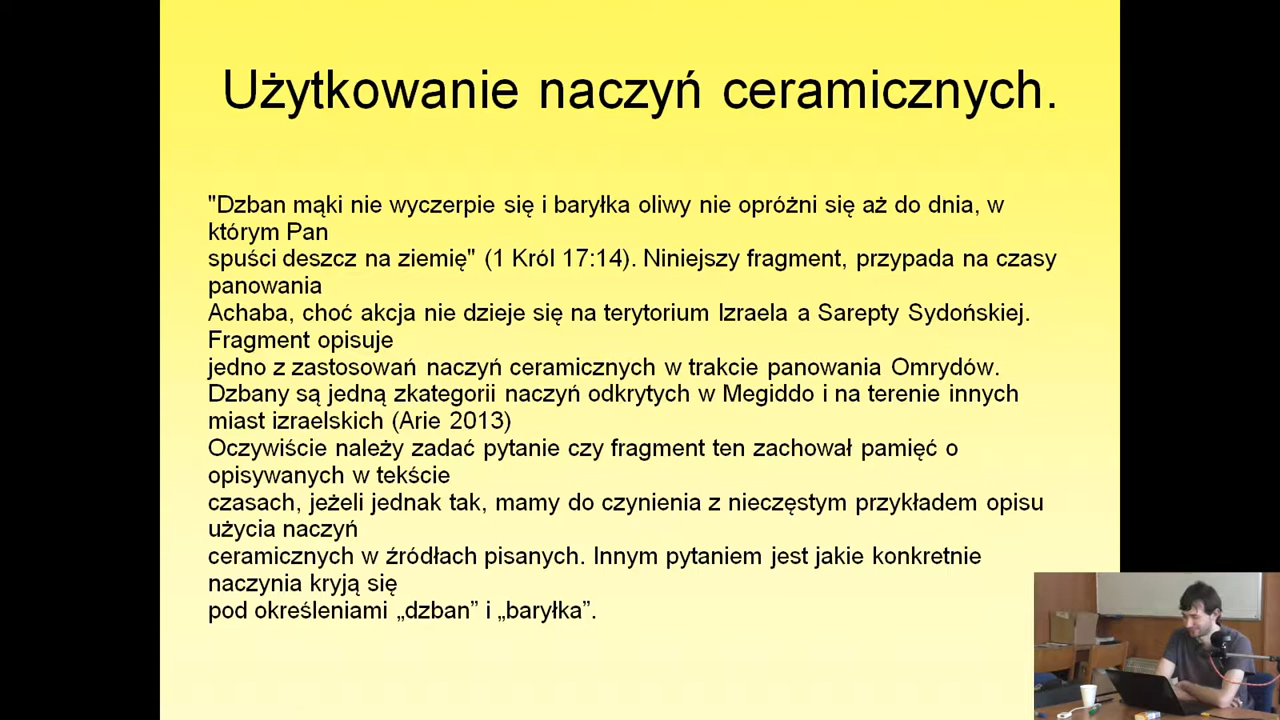 Użytkowanie naczyń ceramicznych.
"Dzban mąki nie wyczerpie się i baryłka oliwy nie opróżni się aż do dnia, w
którym Pan
spuści deszcz na ziemię" (1 Król 17:14). Niniejszy fragment, przypada na czasy
panowania
Achaba, choć akcja nie dzieje się na terytorium Izraela a Sarepty Sydońskiej.
Fragment opisuje
jedno z zastosowań naczyń ceramicznych w trakcie panowania Omrydów.
Dzbany są jedną zkategorii naczyń odkrytych w Megiddo i na terenie innych
miast izraelskich (Arie 2013)
Oczywiście należy zadać pytanie czy fragment ten zachował pamięć o
opisywanych w tekście
czasach, jeżeli jednak tak, mamy do czynienia z nieczęstym przykładem opisu
użycia naczyń
ceramicznych w źródłach pisanych. Innym pytaniem jest jakie konkretnie
naczynia kryją się
pod określeniami „dzban” i „baryłka”.